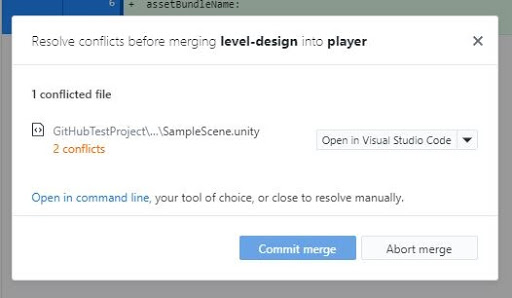 6 + assetBundleName:
Resolve conflicts before merging level-design into player
1 conflicted file
GitHubTestProject\...\SampleScene.unity
2 conflicts
Open in Visual Studio Code
Open in command line, your tool of choice, or close to resolve manually.
Commit merge
Abort merge